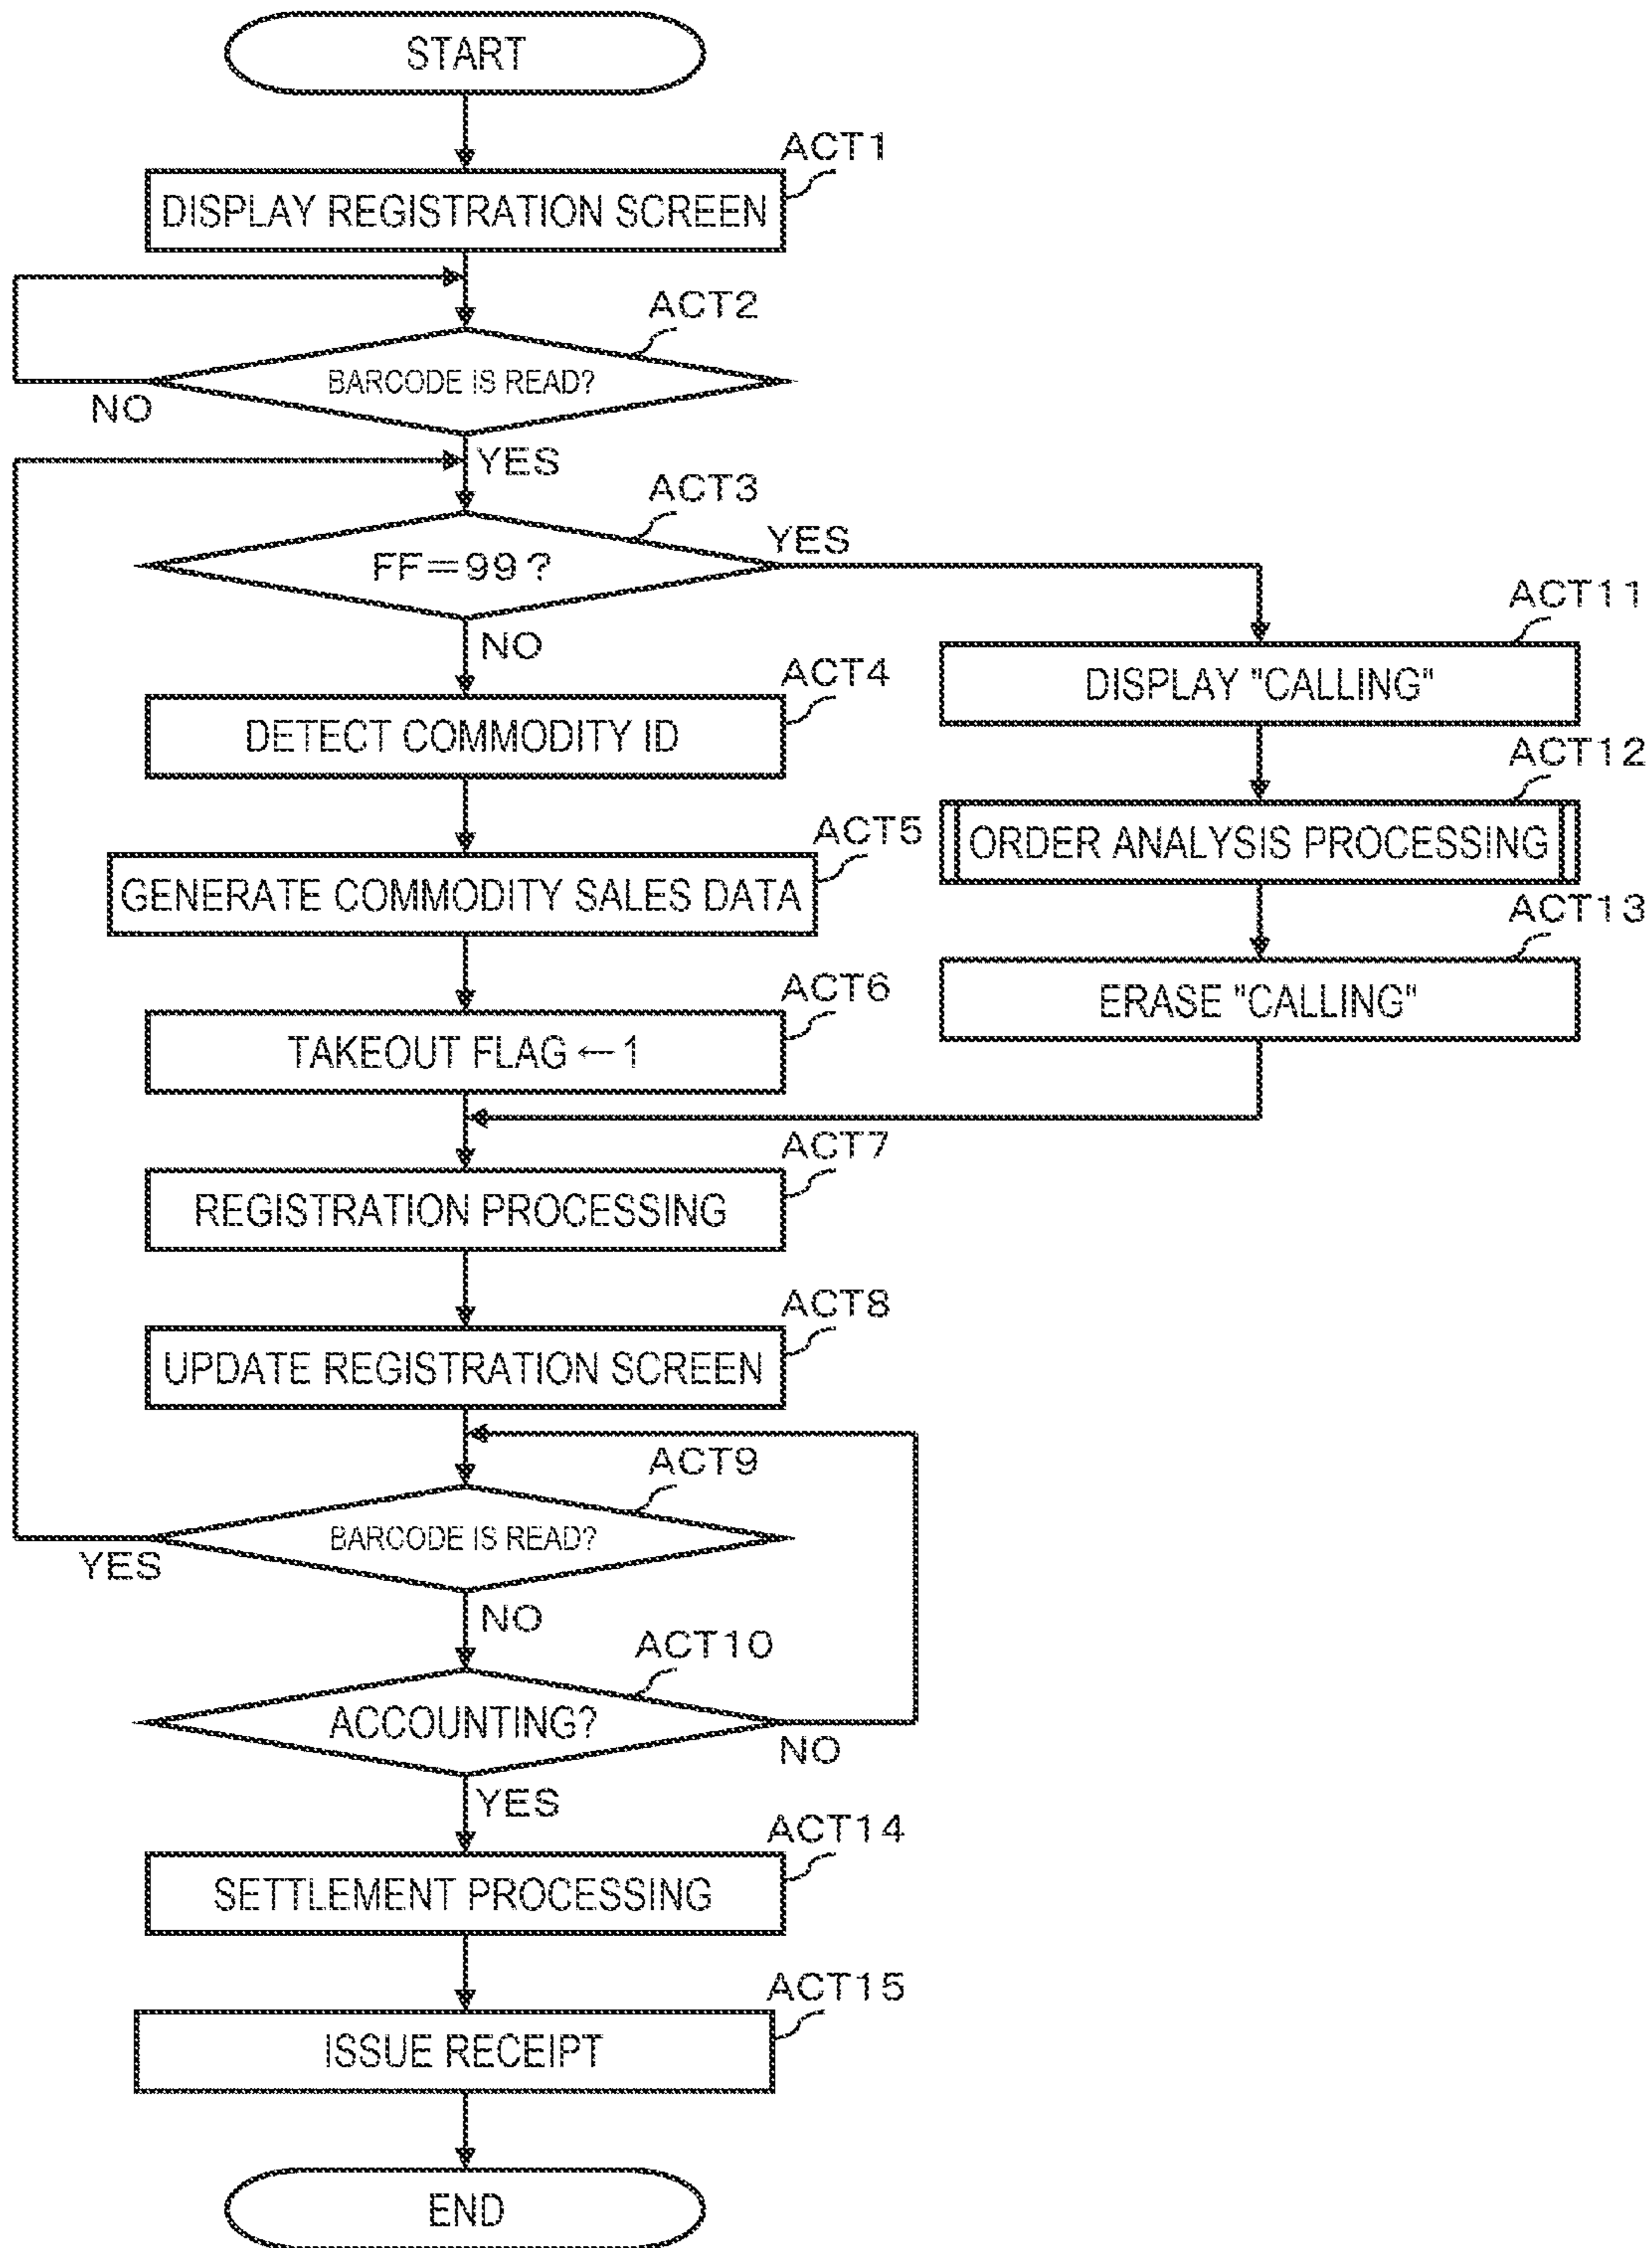 START
ACT1
DISPLAY REGISTRATION SCREEN
ACT2
BARCODE IS READ?
NO
YES
ACT3
FF=99?
YES
NO
ACT4
DETECT COMMODITY ID
ACT5
GENERATE COMMODITY SALES DATA
ACT6
TAKEOUT FLAG ←1
ACT11
DISPLAY "CALLING"
ACT12
ORDER ANALYSIS PROCESSING
ACT13
ERASE "CALLING"
ACT7
REGISTRATION PROCESSING
ACT8
UPDATE REGISTRATION SCREEN
ACT9
BARCODE IS READ?
YES
NO
ACT10
ACCOUNTING?
NO
YES
ACT14
SETTLEMENT PROCESSING
ACT15
ISSUE RECEIPT
END